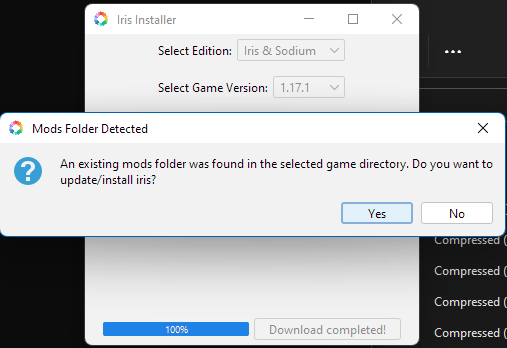 Iris Installer
Select Edition: Iris & Sodium
Select Game Version: 1.17.1
Mods Folder Detected
An existing mods folder was found in the selected game directory. Do you want to
update/install iris?
Yes No
Compressed (
Compressed (
Compressed (
Compressed (
100% Download completed!